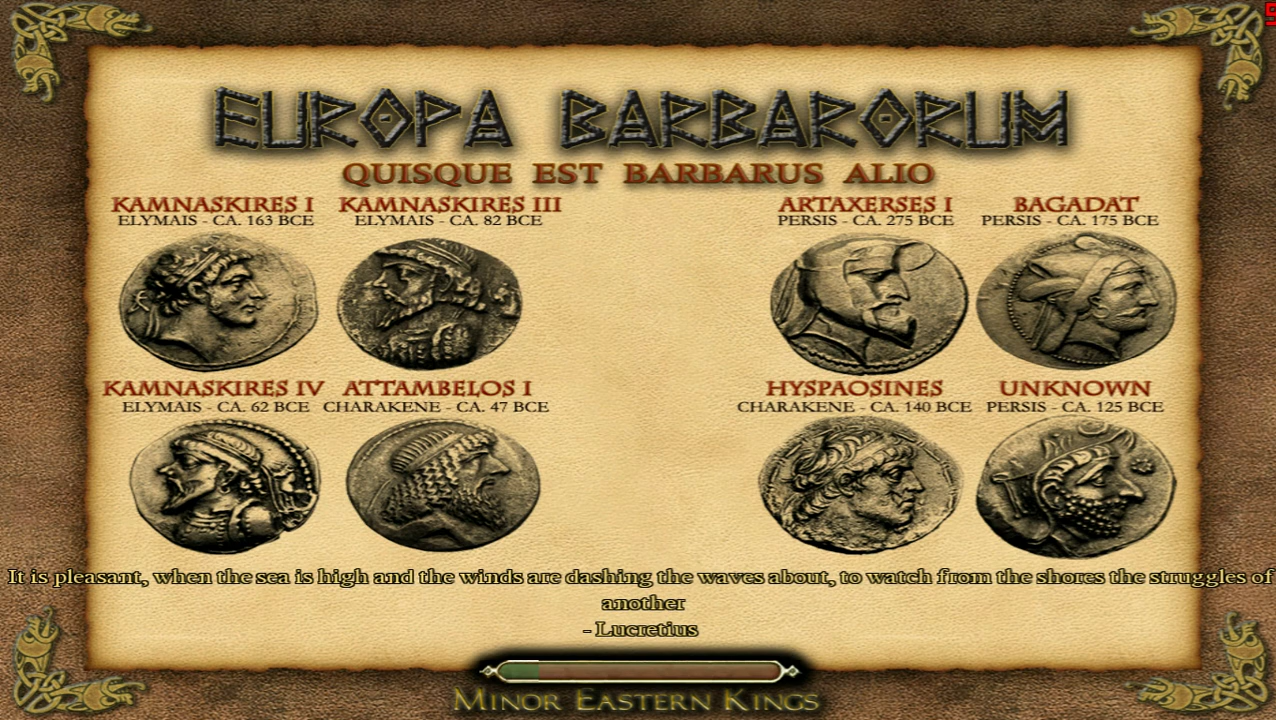 EUROPA BARBARORUM
QUISQUE EST BARBARUS ALIO
KAMNASKIRES I
ELYMAIS - CA. 163 BCE
KAMNASKIRES III
ELYMAIS - CA. 82 BCE
ARTAXERSES I
PERSIS - CA. 275 BCE
BAGADAT
PERSIS - CA. 175 BCE
KAMNASKIRES IV
ELYMAIS - CA. 62 BCE
ATTAMBELOS I
CHARAKENE - CA. 47 BCE
HYSPAOSINES
CHARAKENE - CA. 140 BCE
UNKNOWN
PERSIS - CA. 125 BCE
It is pleasant, when the sea is high and the winds are dashing the waves about, to watch from the shores the struggles of
another
- Lucretius
MINOR EASTERN KINGS